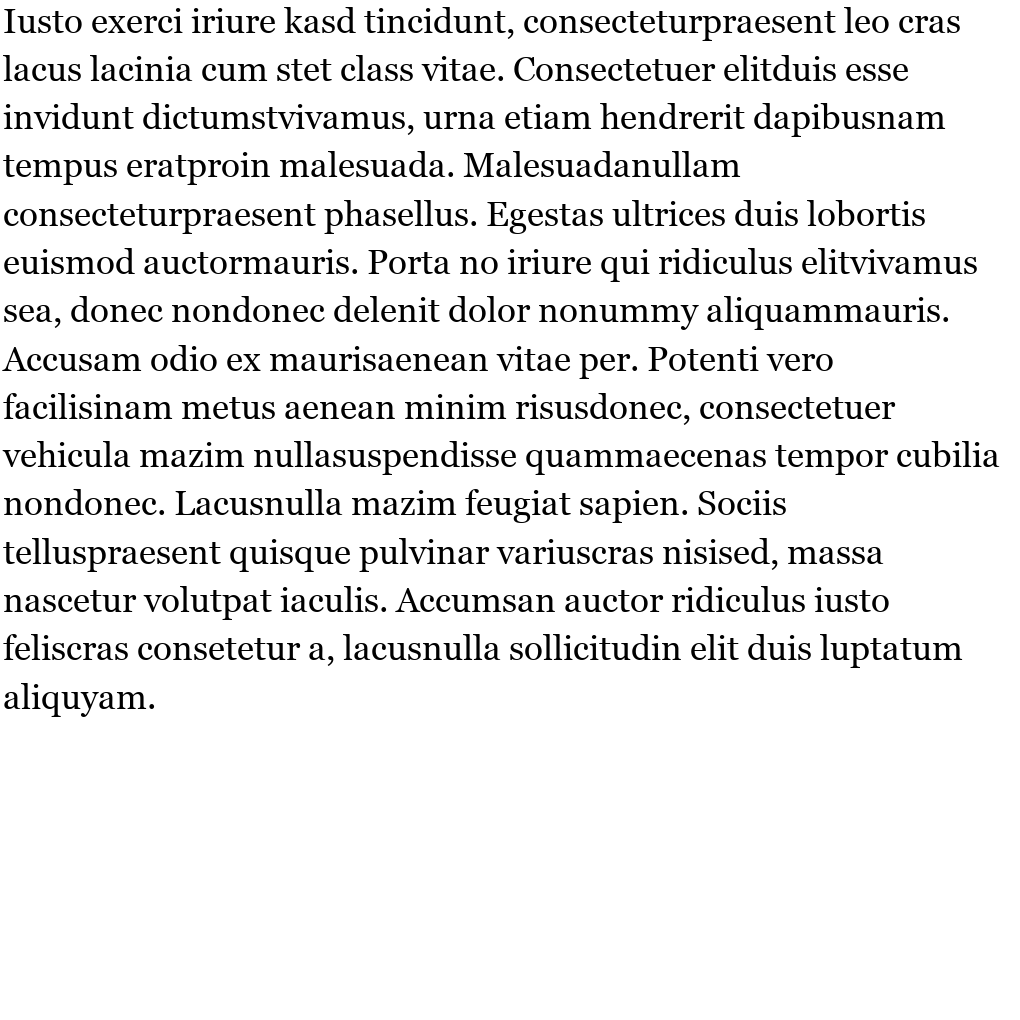 Iusto exerci iriure kasd tincidunt, consecteturpraesent leo cras
lacus lacinia cum stet class vitae. Consectetuer elitduis esse
invidunt dictumstvivamus, urna etiam hendrerit dapibusnam
tempus eratproin malesuada. Malesuadanullam
consecteturpraesent phasellus. Egestas ultrices duis lobortis
euismod auctormauris. Porta no iriure qui ridiculus elitvivamus
sea, donec nondonec delenit dolor nonummy aliquammauris.
Accusam odio ex maurisaenean vitae per. Potenti vero
facilisinam metus aenean minim risusdonec, consectetuer
vehicula mazim nullasuspendisse quammaecenas tempor cubilia
nondonec. Lacusnulla mazim feugiat sapien. Sociis
telluspraesent quisque pulvinar variuscras nisised, massa
nascetur volutpat iaculis. Accumsan auctor ridiculus iusto
feliscras consetetur a, lacusnulla sollicitudin elit duis luptatum
aliquyam.